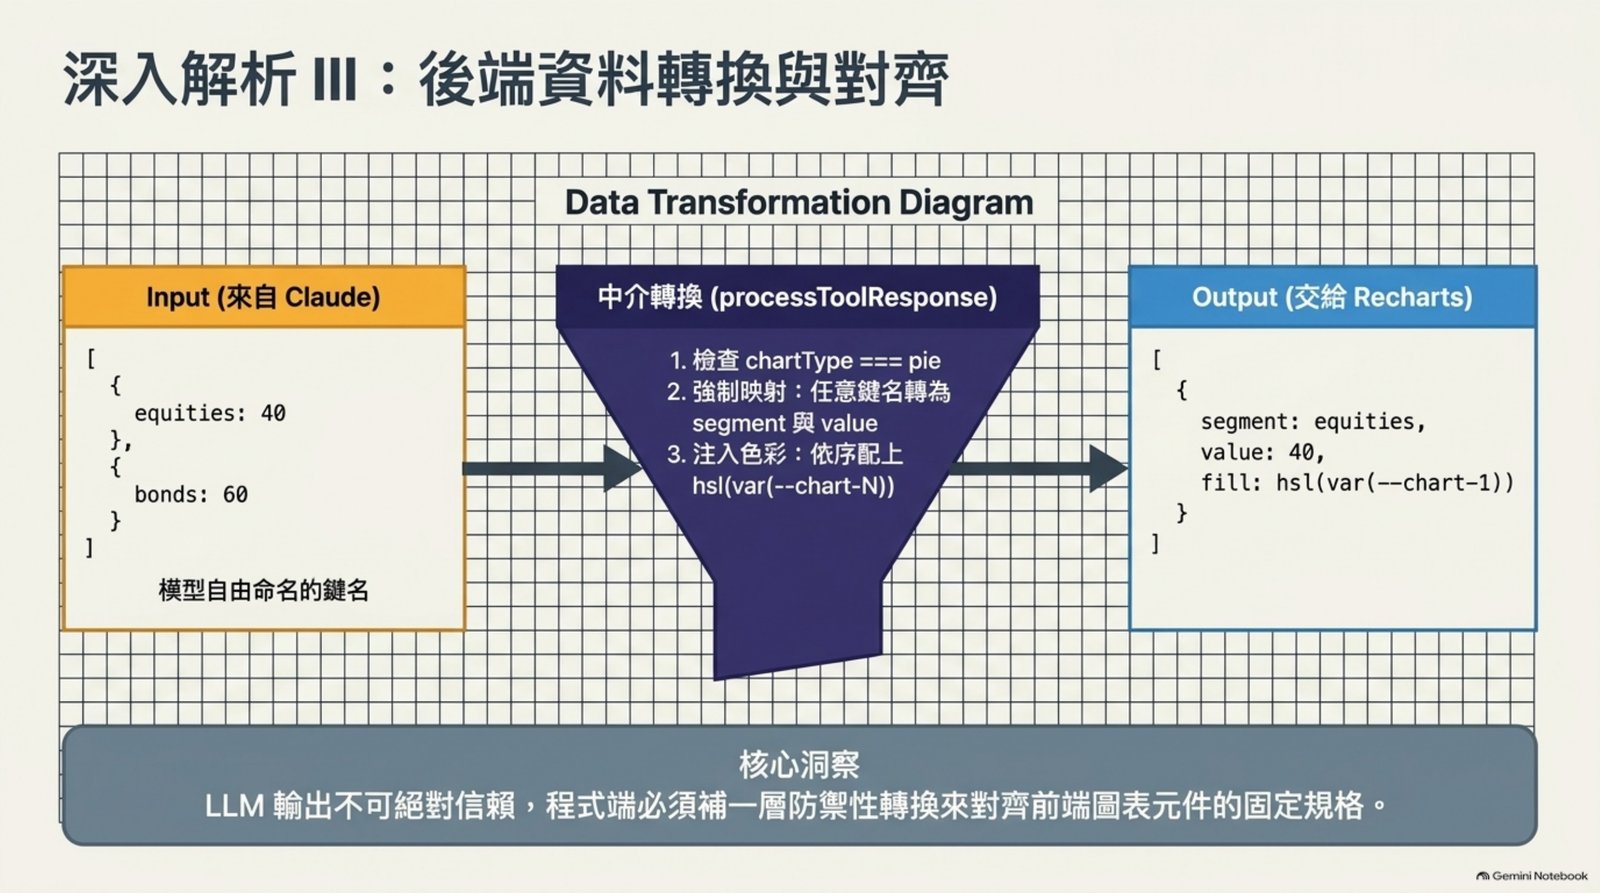 深入解析 III：後端資料轉換與對齊
Data Transformation Diagram
Input (來自 Claude)
[
{
equities: 40
},
{
bonds: 60
}
]
模型自由命名的鍵名
中介轉換 (processToolResponse)
1. 檢查 chartType === pie
2. 強制映射：任意鍵名轉為
segment 與 value
3. 注入色彩：依序配上
hsl(var(--chart-N))
Output (交給 Recharts)
[
{
segment: equities,
value: 40,
fill: hsl(var(--chart-1))
}
]
核心洞察
LLM 輸出不可絕對信賴，程式端必須補一層防禦性轉換來對齊前端圖表元件的固定規格。
Gemini Notebook